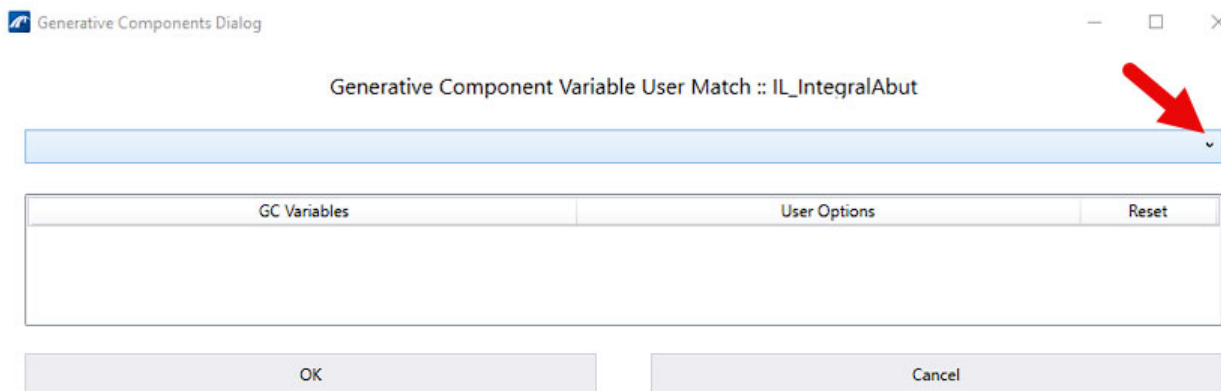 Generative Components Dialog
Generative Component Variable User Match :: IL_IntegralAbut
GC Variables User Options Reset
OK Cancel